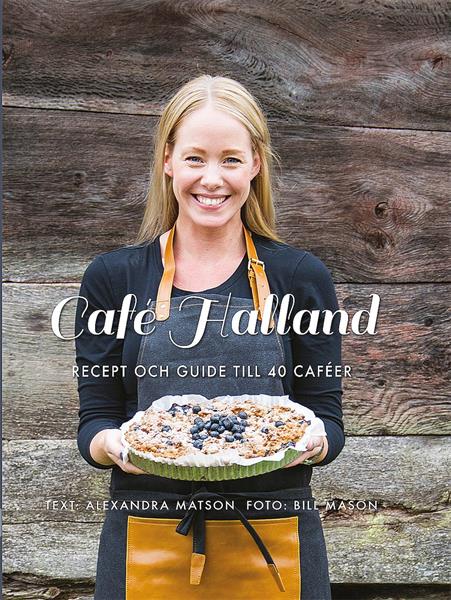 Café Halland
RECEPT OCH GUIDE TILL 40 CAFÉER
TEXT: ALEXANDRA MATSON FOTO: BILL MASON